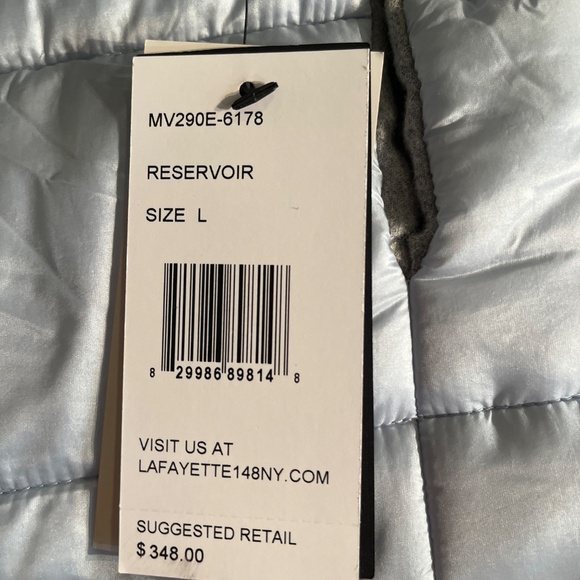 MV290E-6178
RESERVOIR
SIZE L
8 29986 89814 8
VISIT US AT
LAFAYETTE148NY.COM
SUGGESTED RETAIL
$ 348.00